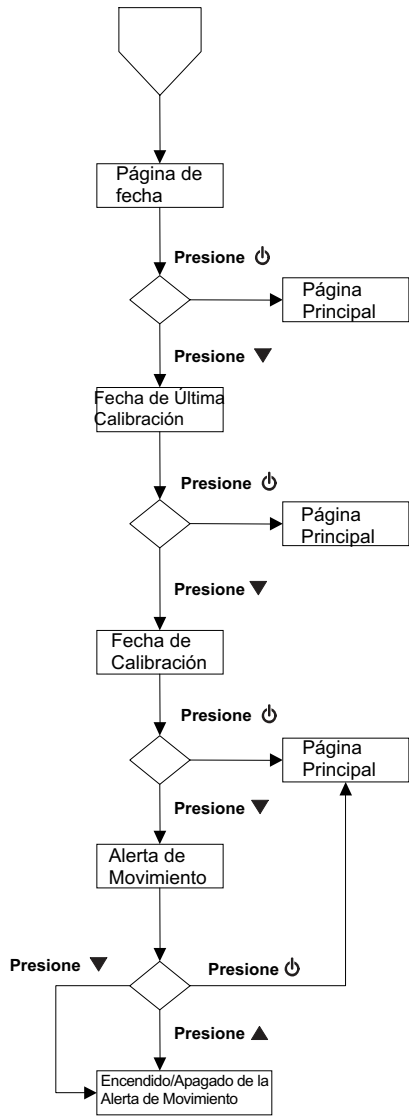 Página de
fecha
Presione ⏻
Página
Principal
Presione ▼
Fecha de Última
Calibración
Presione ⏻
Página
Principal
Presione ▼
Fecha de
Calibración
Presione ⏻
Página
Principal
Presione ▼
Alerta de
Movimiento
Presione ▼
Presione ⏻
Presione ▲
Encendido/Apagado de la
Alerta de Movimiento